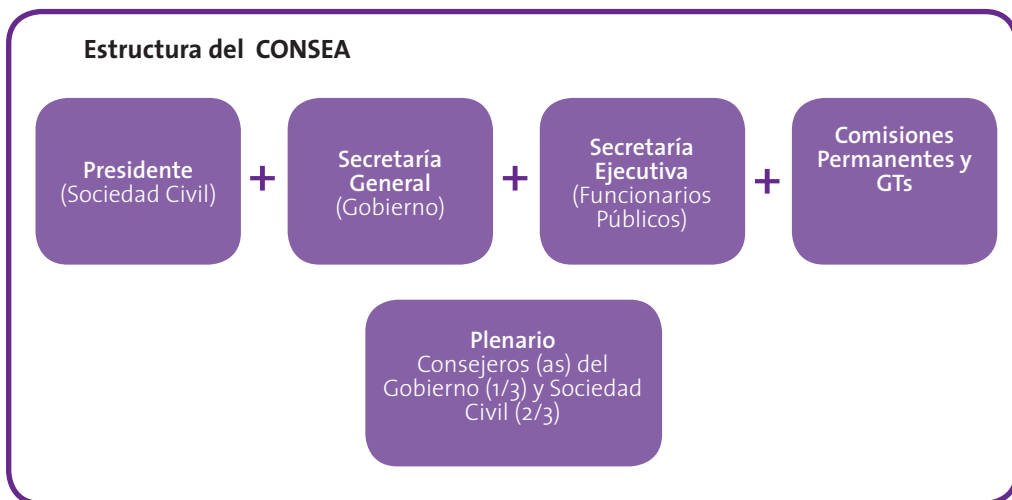 Estructura del CONSEA
Presidente
(Sociedad Civil)
+
Secretaría
General
(Gobierno)
+
Secretaría
Ejecutiva
(Funcionarios
Públicos)
+
Comisiones
Permanentes y
GTs
Plenario
Consejeros (as) del
Gobierno (1/3) y Sociedad
Civil (2/3)